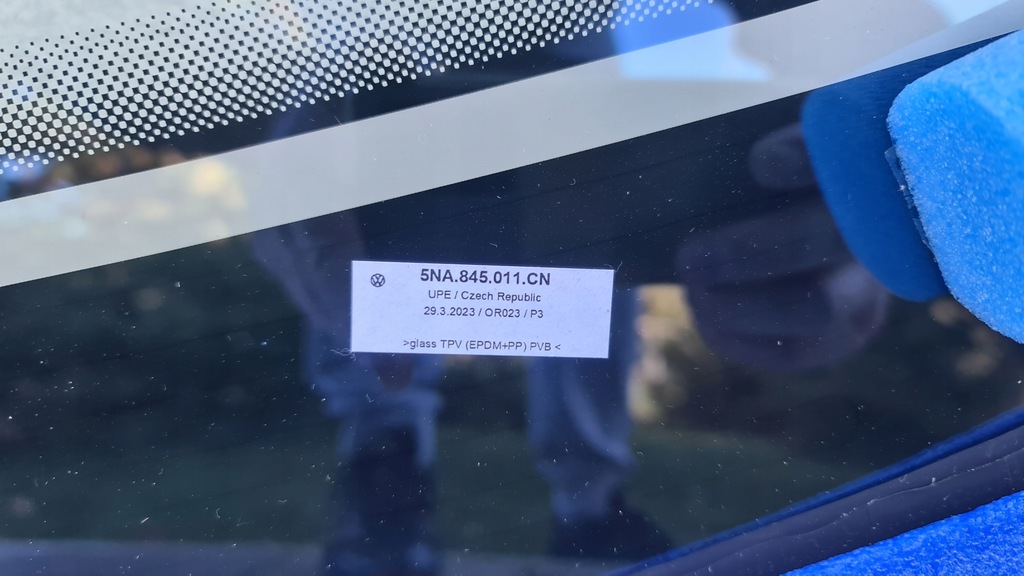 5NA.845.011.CN
UPE / Czech Republic
29.3.2023 / OR023 / P3
>glass TPV (EPDM+PP) PVB <